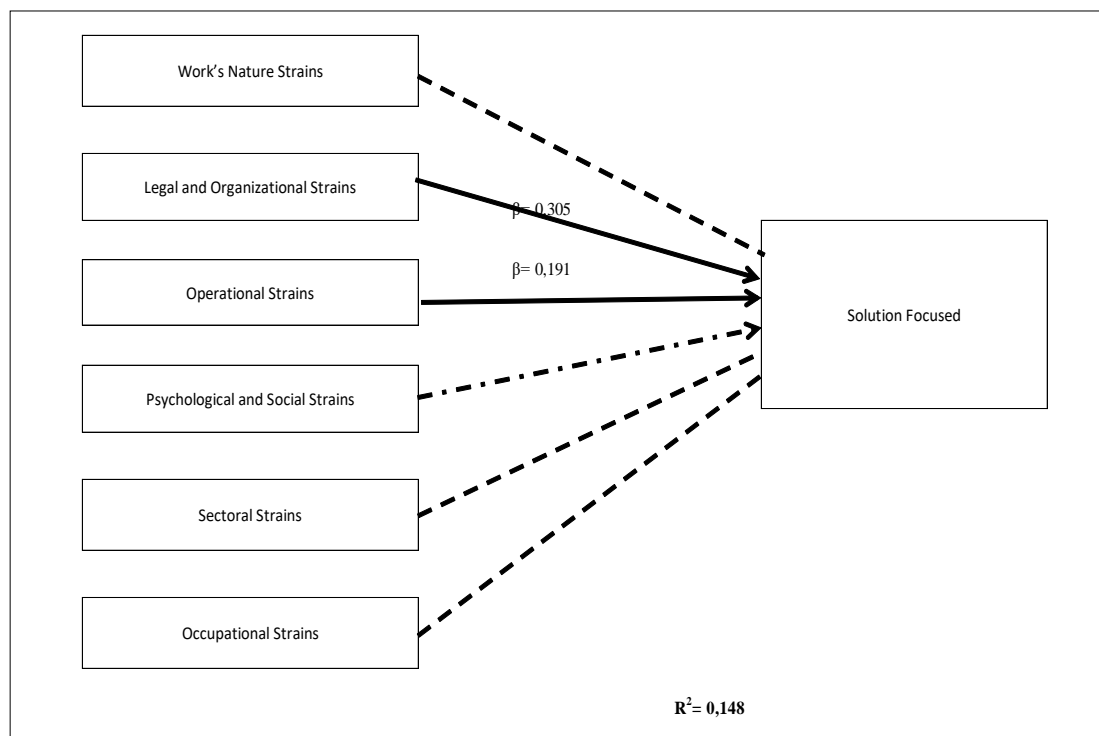 Work's Nature Strains
Legal and Organizational Strains
β= 0,305
Operational Strains
β= 0,191
Solution Focused
Psychological and Social Strains
Sectoral Strains
Occupational Strains
R²= 0,148